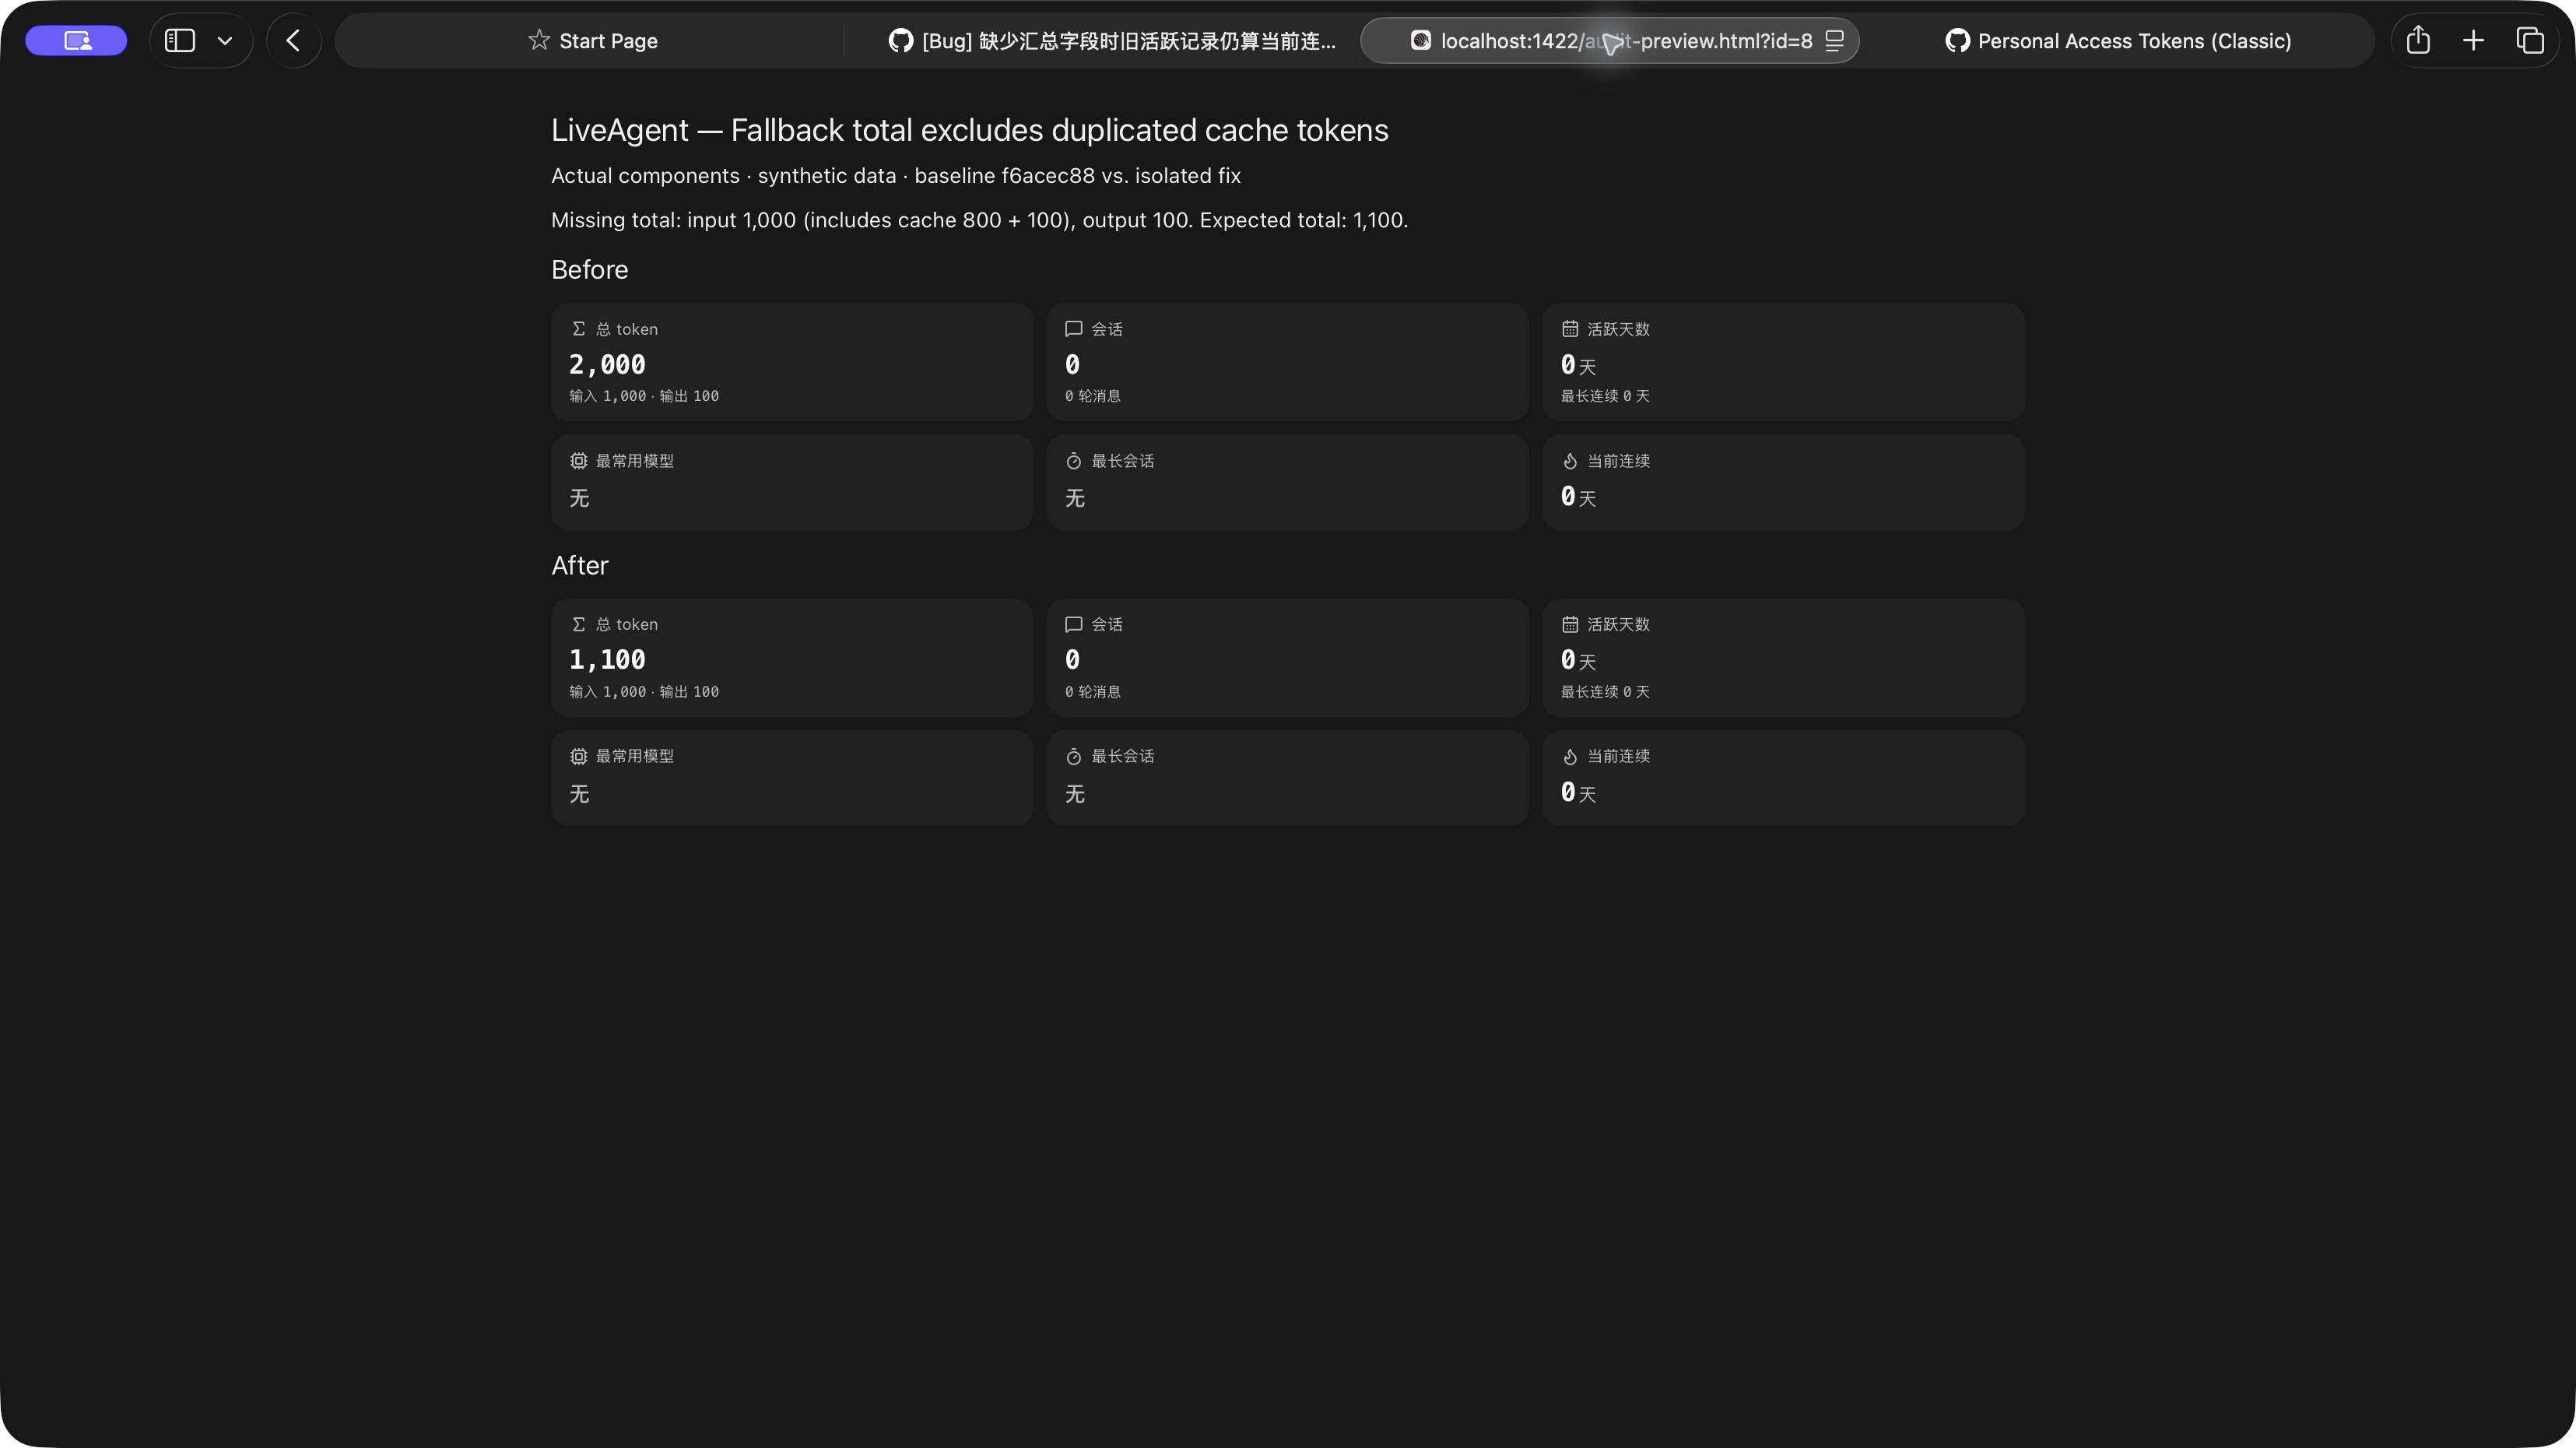 Start Page
[Bug] 缺少汇总字段时旧活跃记录仍算当前连...
localhost:1422/audit-preview.html?id=8
Personal Access Tokens (Classic)
LiveAgent — Fallback total excludes duplicated cache tokens
Actual components · synthetic data · baseline f6acec88 vs. isolated fix
Missing total: input 1,000 (includes cache 800 + 100), output 100. Expected total: 1,100.
Before
总 token
2,000
输入 1,000 · 输出 100
会话
0
0 轮消息
活跃天数
0 天
最长连续 0 天
最常用模型
无
最长会话
无
当前连续
0 天
After
总 token
1,100
输入 1,000 · 输出 100
会话
0
0 轮消息
活跃天数
0 天
最长连续 0 天
最常用模型
无
最长会话
无
当前连续
0 天